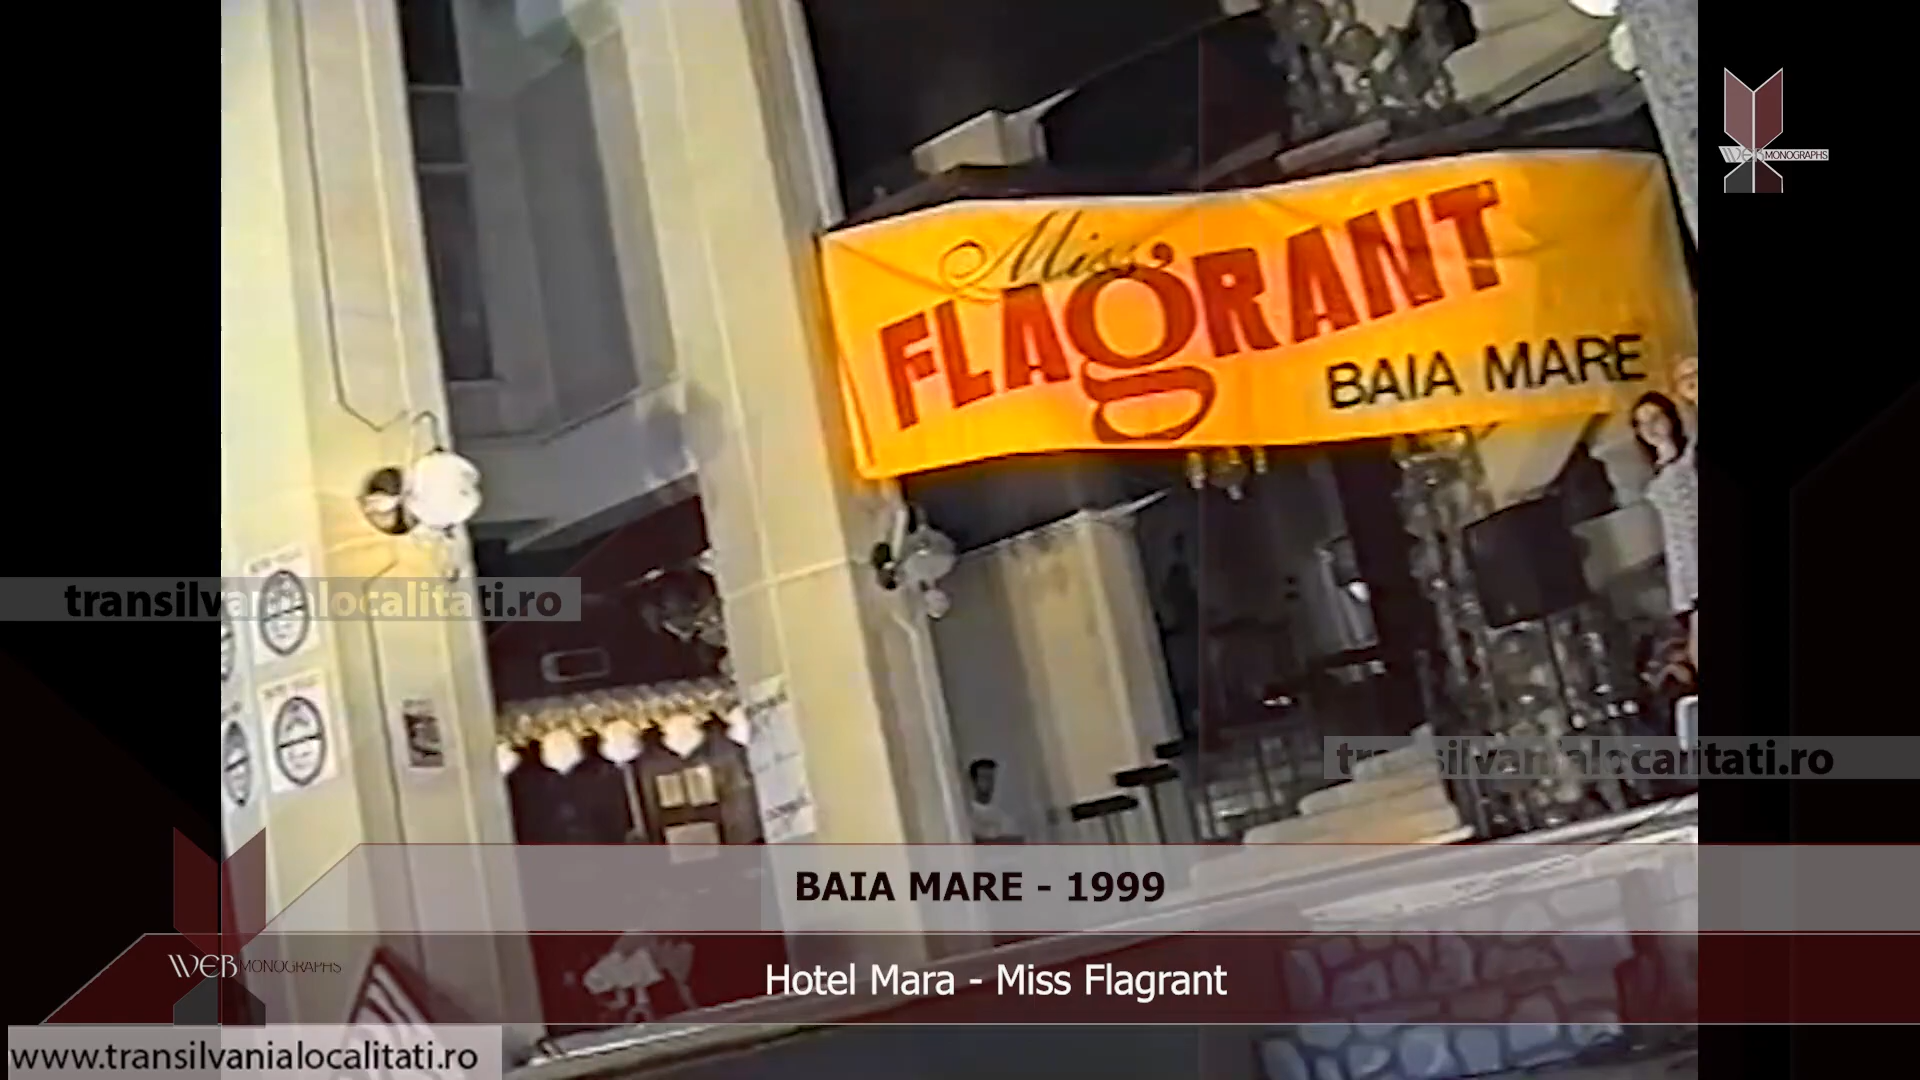 WEB MONOGRAPHS
Miss
FLAGRANT
BAIA MARE
transilvanialocalitati.ro
transilvanialocalitati.ro
BAIA MARE - 1999
WEB MONOGRAPHS
Hotel Mara - Miss Flagrant
www.transilvanialocalitati.ro